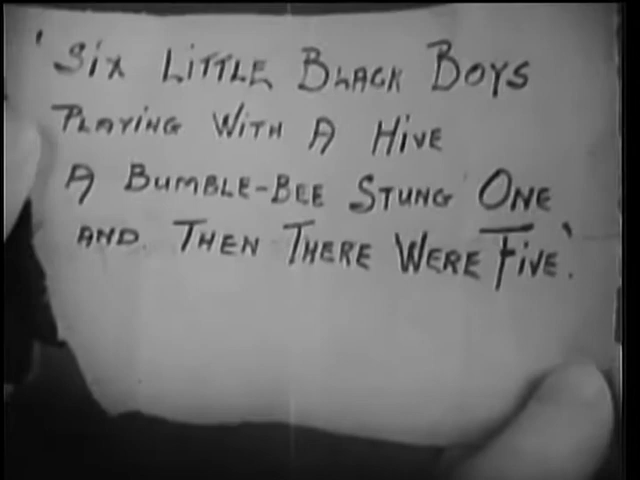 'Six Little Black Boys
Playing With A Hive
A Bumble-Bee Stung One
and Then There Were Five.'